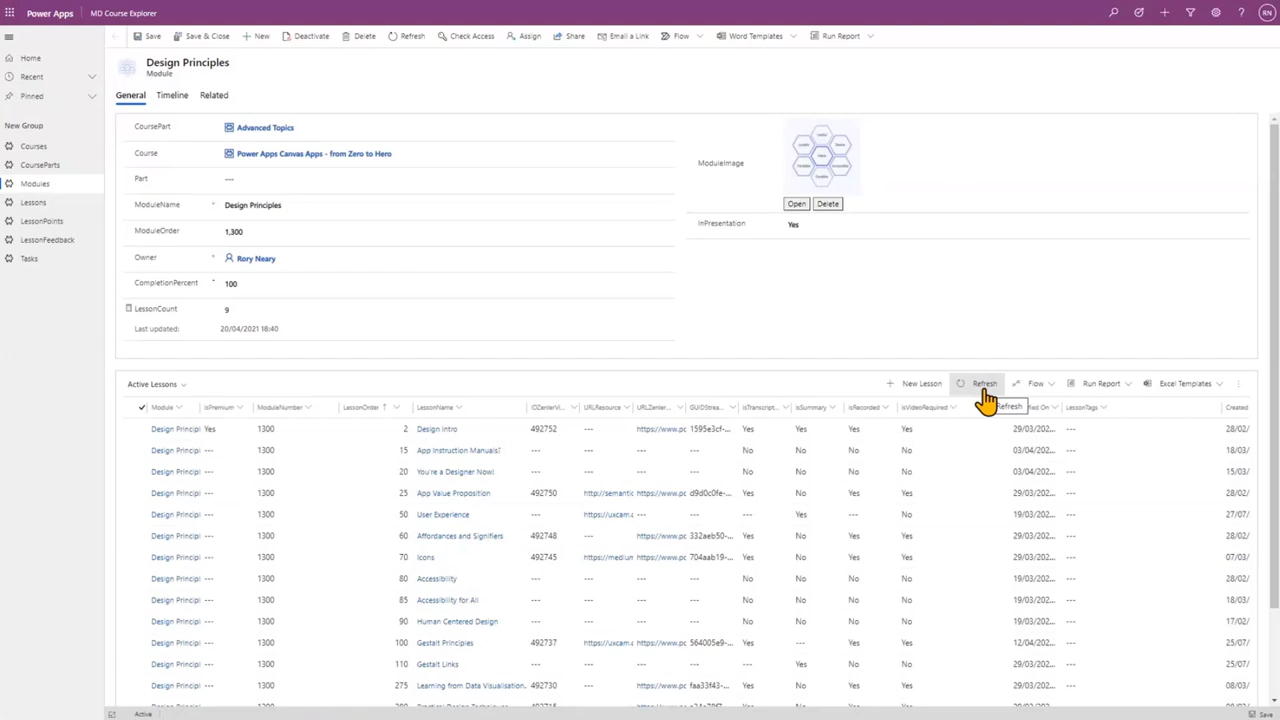 Power Apps MD Course Explorer RN
Save Save & Close New Deactivate Delete Refresh Check Access Assign Share Email a Link Flow Word Templates Run Report
Home
Recent
Pinned
New Group
Courses
CourseParts
Modules
Lessons
LessonPoints
LessonFeedback
Tasks
Design Principles
Module
General Timeline Related
CoursePart Advanced Topics
Course Power Apps Canvas Apps - from Zero to Hero
Part ---
ModuleName * Design Principles
ModuleOrder 1,300
Owner * Rory Neary
CompletionPercent * 100
LessonCount 9
Last updated: 20/04/2021 18:40
ModuleImage
Open Delete
InPresentation Yes
Active Lessons New Lesson Refresh Flow Run Report Excel Templates
Refresh
Module isPremium ModuleNumber LessonOrder ↑ LessonName URLResource URLZenler... GUIDStrea... isTranscript... isSummary isRecorded isVideoRequired LessonTags Created
Design Principl Yes 1300 2 Design Intro 492752 --- https://www.pc 1595e3cf-... Yes Yes Yes Yes 29/03/202... --- 28/02/
Design Principl --- 1300 15 App Instruction Manuals? --- --- --- --- No No No No 03/04/202... --- 18/03/
Design Principl --- 1300 20 You're a Designer Now! --- --- --- --- No No No No 03/04/202... --- 15/03/
Design Principl --- 1300 25 App Value Proposition 492750 http://semantic https://www.pc d9d0c0fe-... Yes No Yes Yes 29/03/202... --- 28/02/
Design Principl --- 1300 50 User Experience --- https://uxcam.c --- --- --- Yes --- No 19/03/202... --- 27/07/
Design Principl --- 1300 60 Affordances and Signifiers 492748 --- https://www.pc 332aeb50-... Yes No Yes Yes 29/03/202... --- 28/02/
Design Principl --- 1300 70 Icons 492745 https://medium https://www.pc 704aab19-... Yes No Yes Yes 29/03/202... --- 07/03/
Design Principl --- 1300 80 Accessibility --- --- --- --- No No No No 19/03/202... --- 28/02/
Design Principl --- 1300 85 Accessibility for All --- --- --- --- No No No No 19/03/202... --- 18/03/
Design Principl --- 1300 90 Human Centered Design --- --- --- --- No No No No 19/03/202... --- 17/02/
Design Principl --- 1300 100 Gestalt Principles 492737 https://uxcam.c https://www.pc 564005e9-... Yes --- Yes Yes 12/04/202... --- 25/07/
Design Principl --- 1300 110 Gestalt Links --- --- --- --- --- Yes No No 29/03/202... --- 25/07/
Design Principl --- 1300 275 Learning from Data Visualisation. 492730 --- https://www.pc faa33f43-... Yes No Yes Yes 29/03/202... --- 08/03/
Active Save